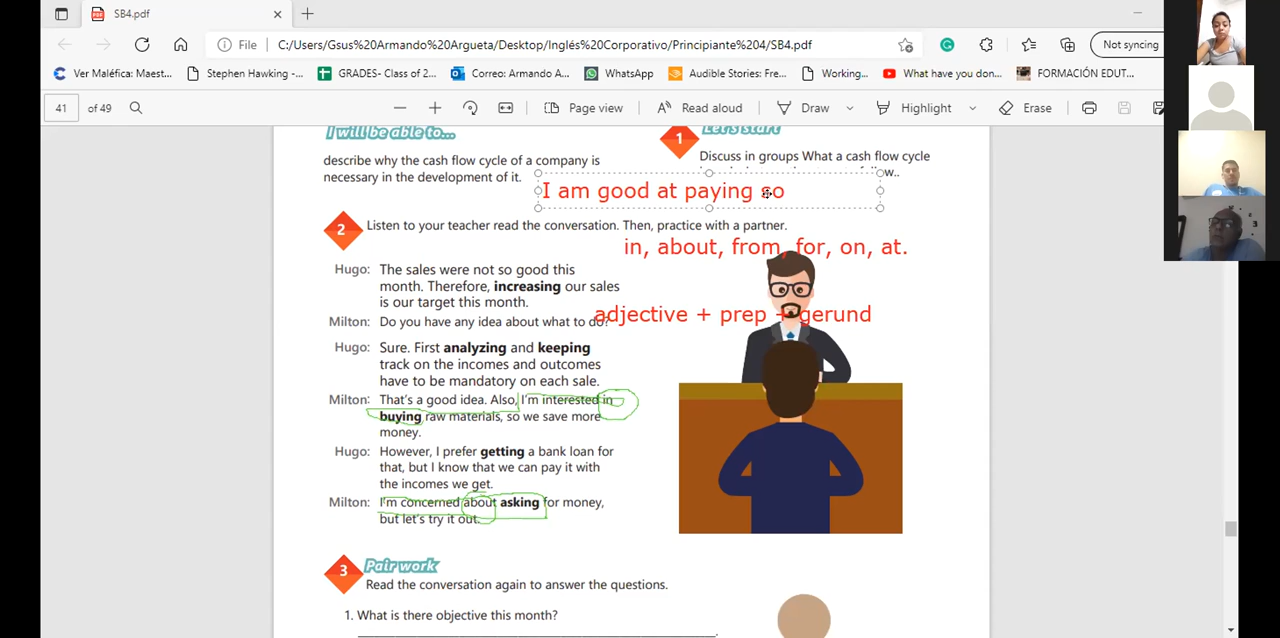 SB4.pdf
File C:/Users/Gsus%20Armando%20Argueta/Desktop/Inglés%20Corporativo/Principiante%204/SB4.pdf Not syncing
Ver Maléfica: Maest... Stephen Hawking -... GRADES- Class of 2... Correo: Armando A... WhatsApp Audible Stories: Fre... Working... What have you don... FORMACIÓN EDUT...
41 of 49 Page view Read aloud Draw Highlight Erase
I will be able to...
describe why the cash flow cycle of a company is
necessary in the development of it.
1 Let's start
Discuss in groups What a cash flow cycle
I am good at paying so
2 Listen to your teacher read the conversation. Then, practice with a partner.
in, about, from, for, on, at.
adjective + prep + gerund
Hugo: The sales were not so good this
month. Therefore, increasing our sales
is our target this month.
Milton: Do you have any idea about what to do?
Hugo: Sure. First analyzing and keeping
track on the incomes and outcomes
have to be mandatory on each sale.
Milton: That's a good idea. Also, I'm interested in
buying raw materials, so we save more
money.
Hugo: However, I prefer getting a bank loan for
that, but I know that we can pay it with
the incomes we get.
Milton: I'm concerned about asking for money,
but let's try it out.
3 Pair work
Read the conversation again to answer the questions.
1. What is there objective this month?